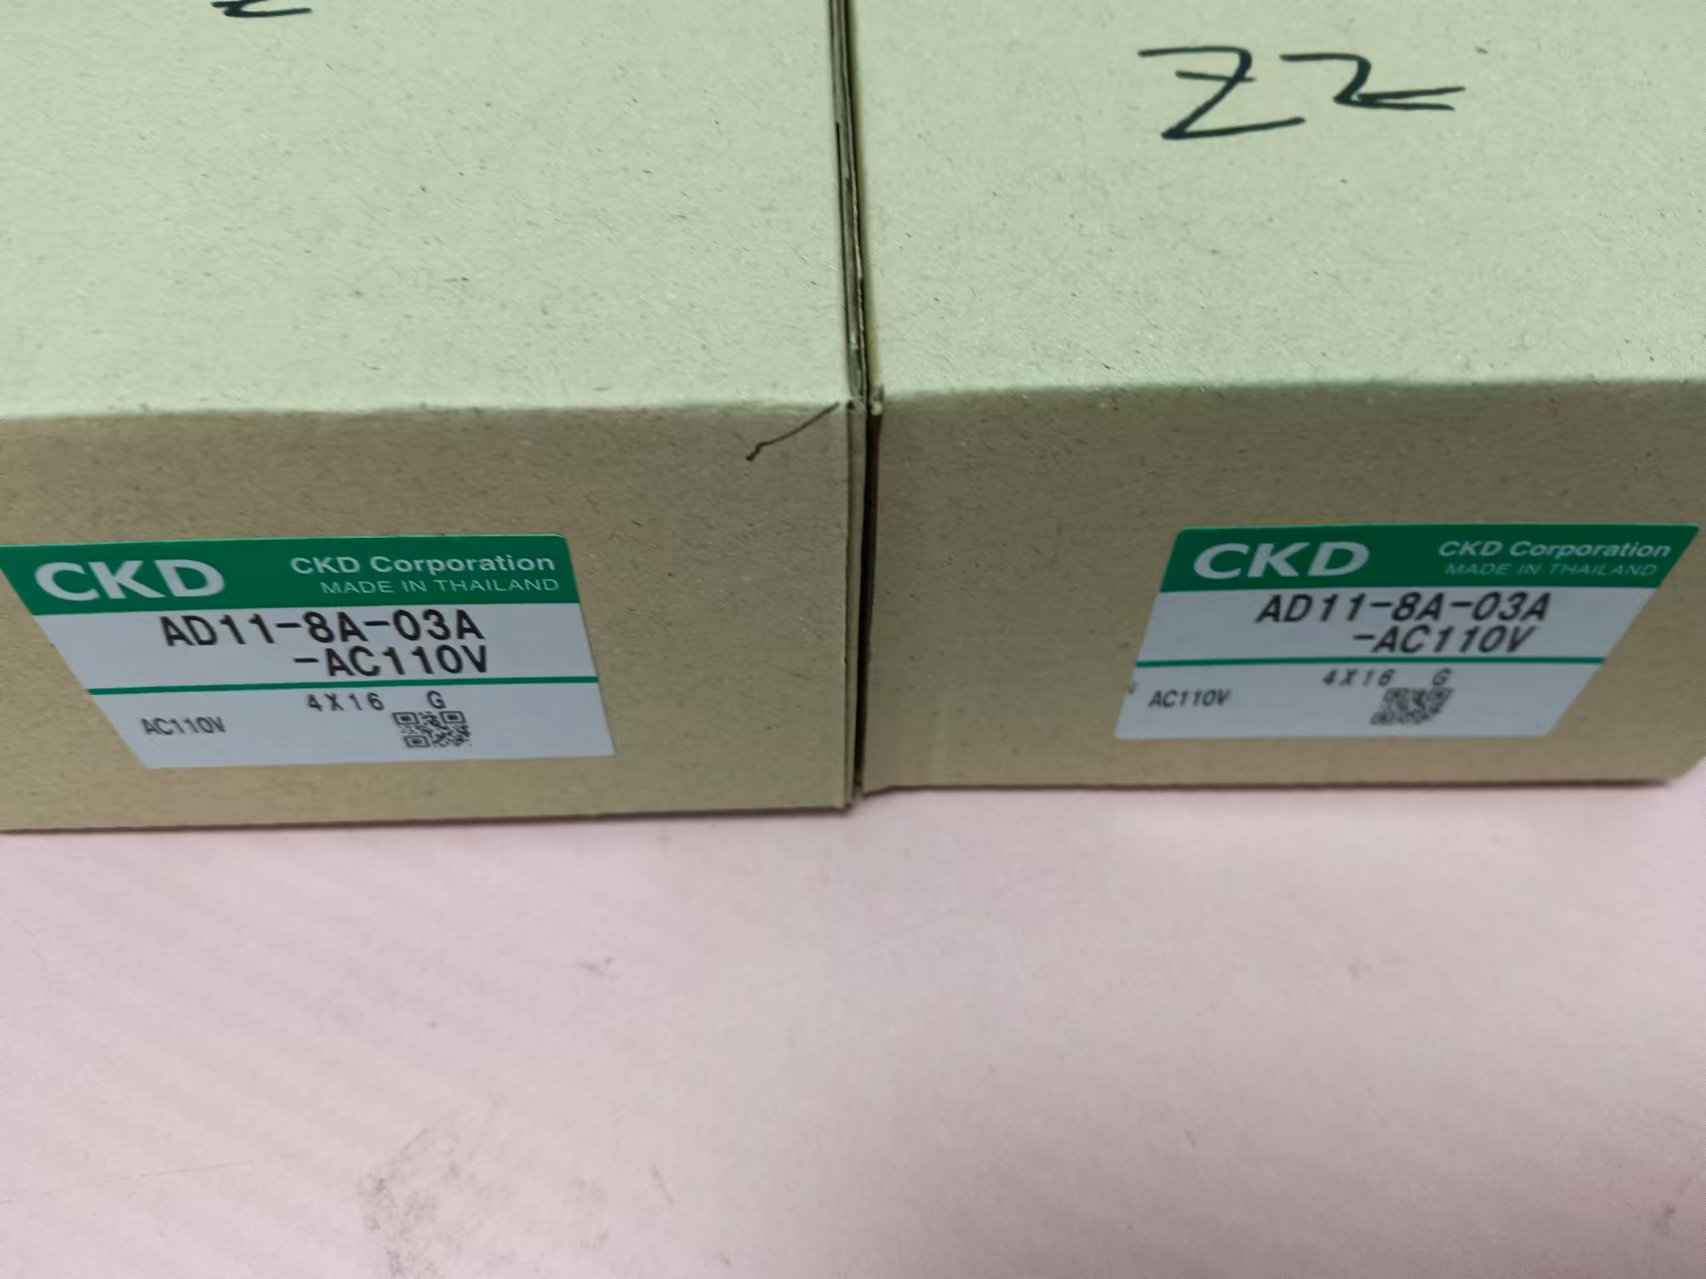 ZZ
CKD
CKD Corporation
MADE IN THAILAND
AD11-8A-03A
-AC110V
4X16 G
AC110V
CKD
CKD Corporation
MADE IN THAILAND
AD11-8A-03A
-AC110V
4X16 G
AC110V